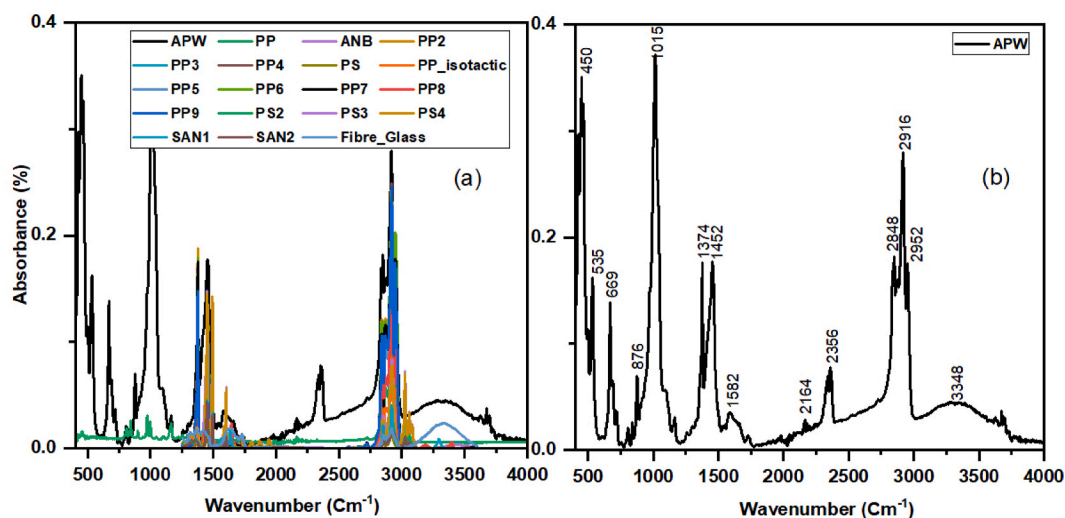 0.4
0.2
0.0
Absorbance (%)
APW PP ANB PP2
PP3 PP4 PS PP_isotactic
PP5 PP6 PP7 PP8
PP9 PS2 PS3 PS4
SAN1 SAN2 Fibre_Glass
(a)
500 1000 1500 2000 2500 3000 3500 4000
Wavenumber (Cm-1)
0.4
0.2
0.0
APW
(b)
450
535
669
876
1015
1374
1452
1582
2164
2356
2848
2916
2952
3348
500 1000 1500 2000 2500 3000 3500 4000
Wavenumber (Cm-1)